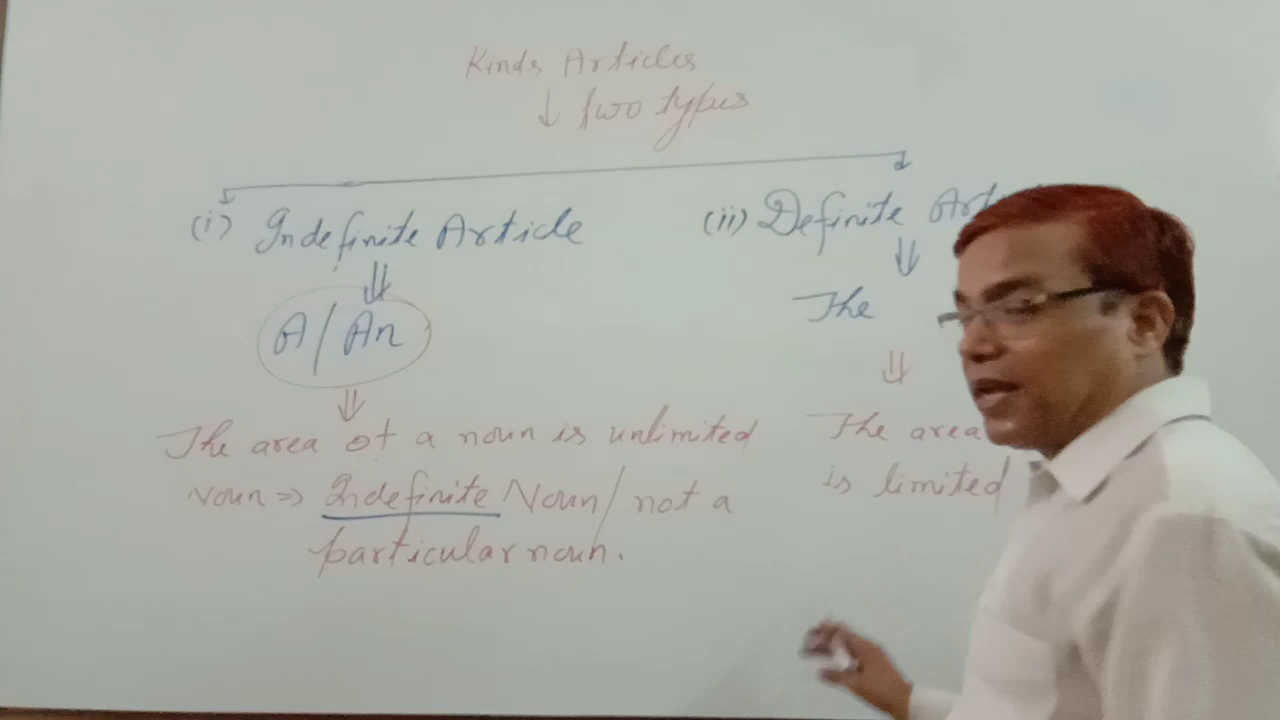 Kinds Articles
↓ two types
(i) Indefinite Article
(ii) Definite
⇓
⇓
A/An
The
⇓
⇓
The area of a noun is unlimited
The area
Noun ⇒ Indefinite Noun/not a
is limited
particular noun.